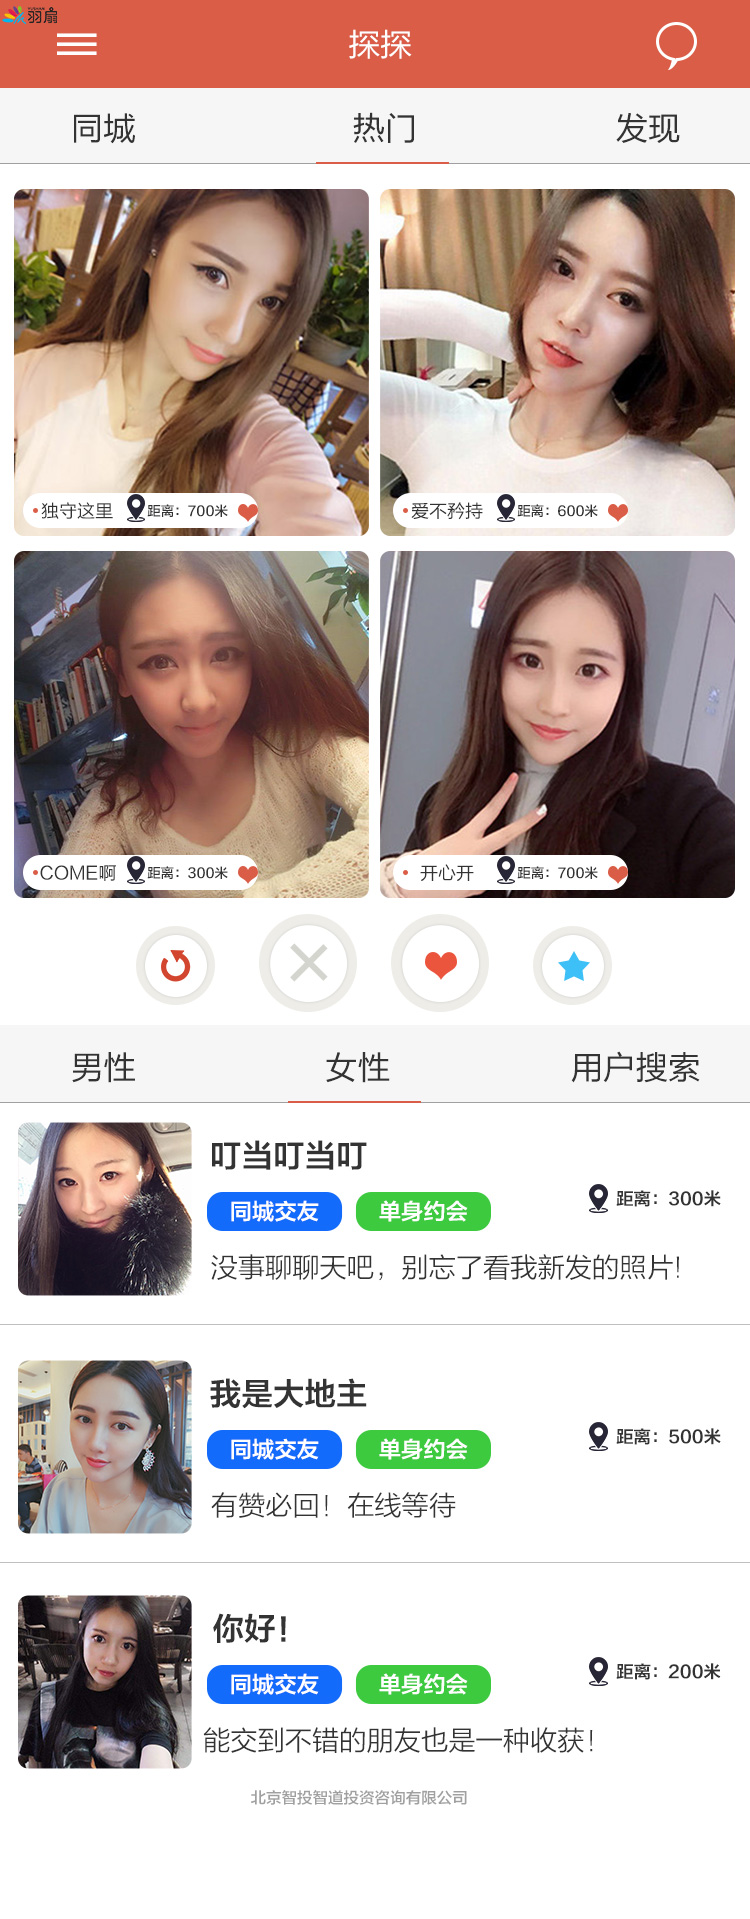 羽扇
探探
同城 热门 发现
独守这里 距离：700米
爱不矜持 距离：600米
COME啊 距离：300米
开心开 距离：700米
男性 女性 用户搜索
叮当叮当叮
同城交友 单身约会 距离：300米
没事聊聊天吧，别忘了看我新发的照片！
我是大地主
同城交友 单身约会 距离：500米
有赞必回！在线等待
你好！
同城交友 单身约会 距离：200米
能交到不错的朋友也是一种收获！
北京智投智道投资咨询有限公司